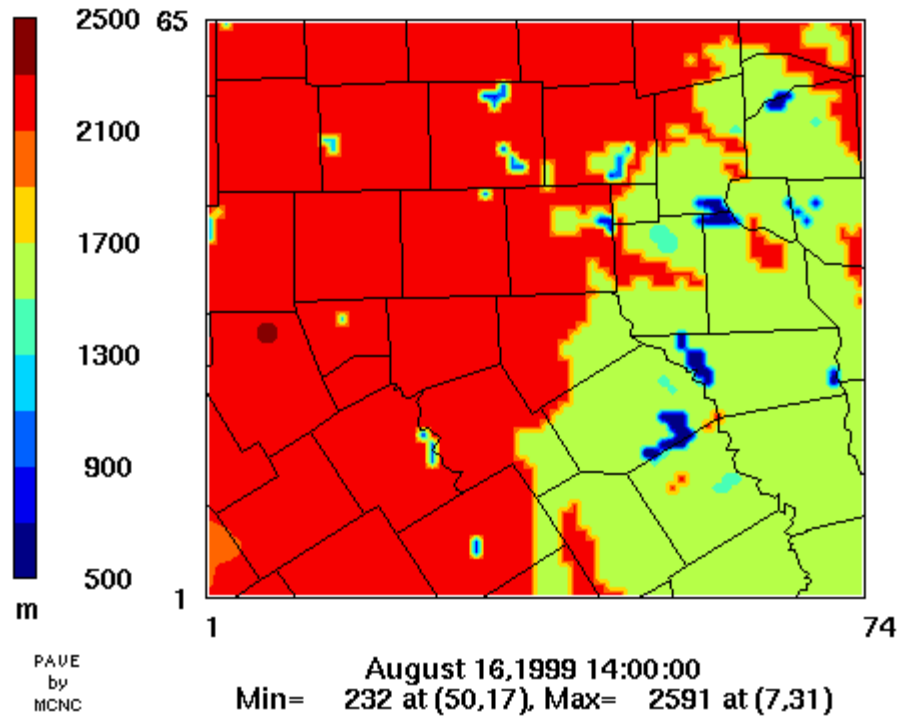 2500
65
2100
1700
1300
900
500
1
m
1
74
PAVE
by
MCNC
August 16,1999 14:00:00
Min= 232 at (50,17), Max= 2591 at (7,31)